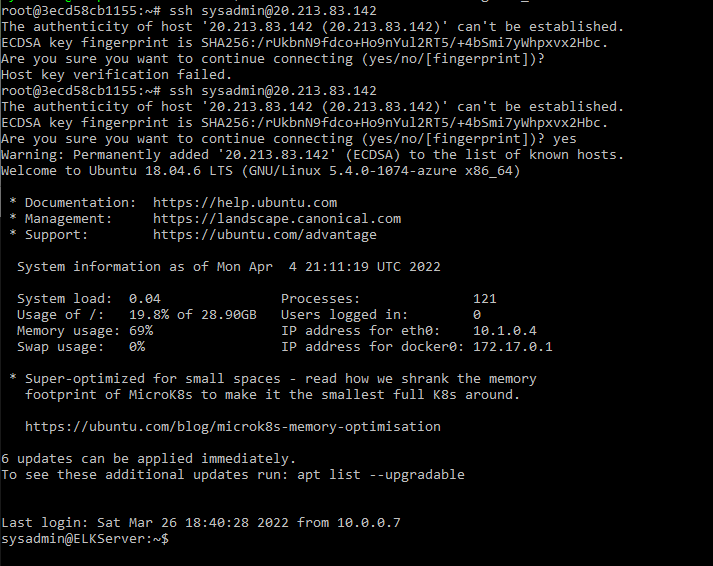 root@3ecd58cb1155:~# ssh sysadmin@20.213.83.142
The authenticity of host '20.213.83.142 (20.213.83.142)' can't be established.
ECDSA key fingerprint is SHA256:/rUkbnN9fdco+Ho9nYul2RT5/+4bSmi7yWhpxvx2Hbc.
Are you sure you want to continue connecting (yes/no/[fingerprint])?
Host key verification failed.
root@3ecd58cb1155:~# ssh sysadmin@20.213.83.142
The authenticity of host '20.213.83.142 (20.213.83.142)' can't be established.
ECDSA key fingerprint is SHA256:/rUkbnN9fdco+Ho9nYul2RT5/+4bSmi7yWhpxvx2Hbc.
Are you sure you want to continue connecting (yes/no/[fingerprint])? yes
Warning: Permanently added '20.213.83.142' (ECDSA) to the list of known hosts.
Welcome to Ubuntu 18.04.6 LTS (GNU/Linux 5.4.0-1074-azure x86_64)

 * Documentation:  https://help.ubuntu.com
 * Management:     https://landscape.canonical.com
 * Support:        https://ubuntu.com/advantage

  System information as of Mon Apr  4 21:11:19 UTC 2022

  System load:  0.04               Processes:              121
  Usage of /:   19.8% of 28.90GB   Users logged in:        0
  Memory usage: 69%                IP address for eth0:    10.1.0.4
  Swap usage:   0%                 IP address for docker0: 172.17.0.1

 * Super-optimized for small spaces - read how we shrank the memory
   footprint of MicroK8s to make it the smallest full K8s around.

   https://ubuntu.com/blog/microk8s-memory-optimisation

6 updates can be applied immediately.
To see these additional updates run: apt list --upgradable


Last login: Sat Mar 26 18:40:28 2022 from 10.0.0.7
sysadmin@ELKServer:~$